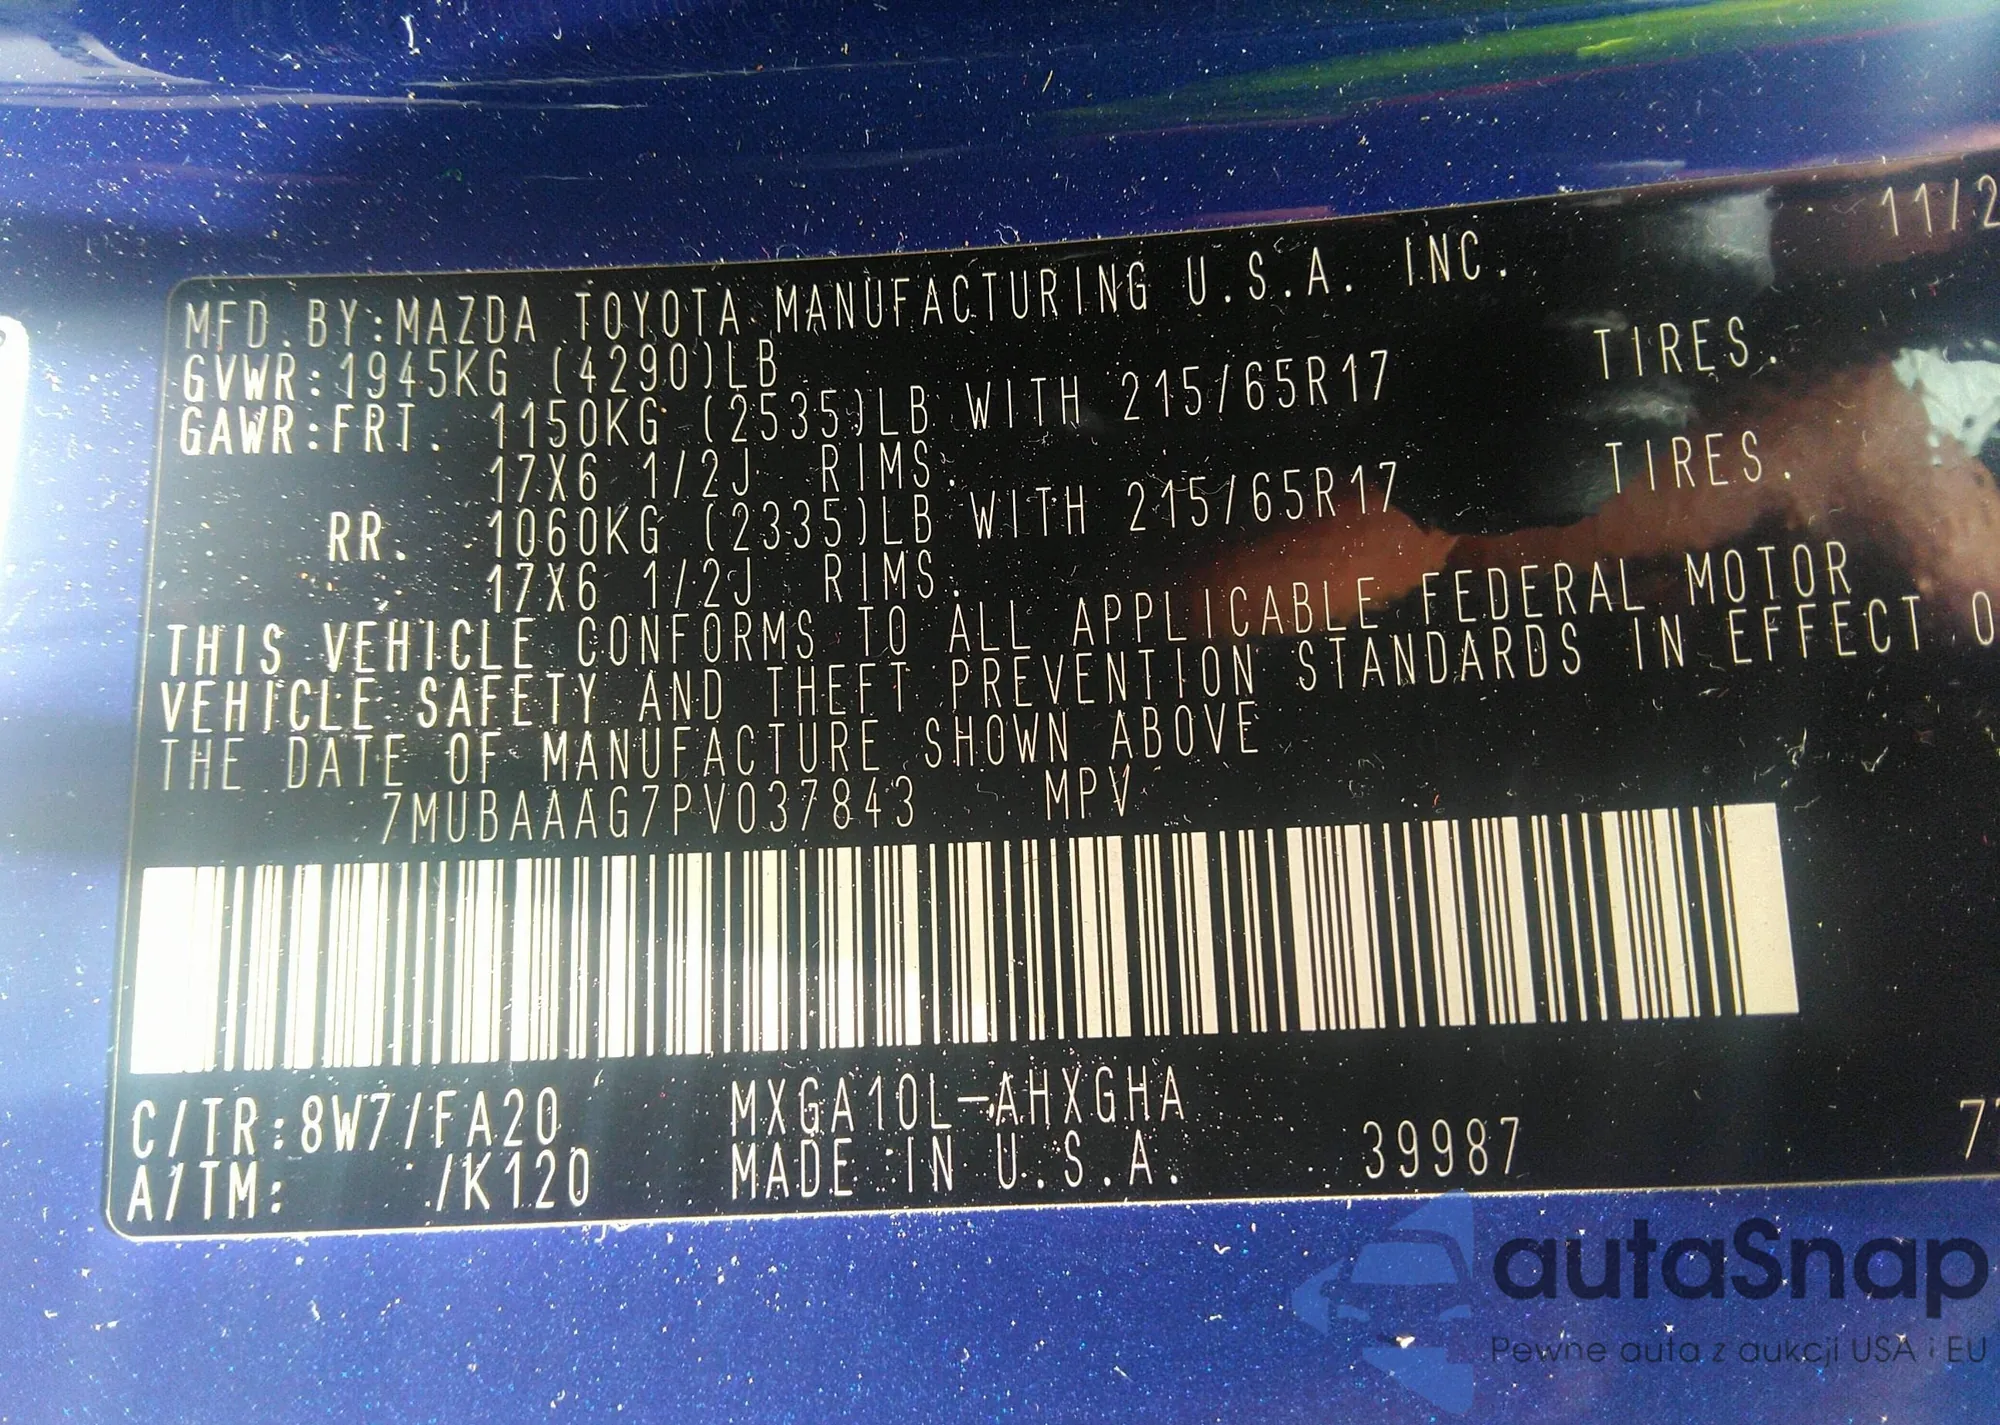 11/2
MFD.BY:MAZDA TOYOTA MANUFACTURING U.S.A. INC.
GVWR:1945KG (4290)LB
GAWR:FRT. 1150KG (2535)LB WITH 215/65R17 TIRES.
17X6 1/2J RIMS.
RR. 1060KG (2335)LB WITH 215/65R17 TIRES.
17X6 1/2J RIMS.
THIS VEHICLE CONFORMS TO ALL APPLICABLE FEDERAL MOTOR
VEHICLE SAFETY AND THEFT PREVENTION STANDARDS IN EFFECT O
THE DATE OF MANUFACTURE SHOWN ABOVE
7MUBAAAG7PV037843 MPV
C/TR:8W7/FA20 MXGA10L-AHXGHA
A/TM: /K120 MADE IN U.S.A. 39987 77
autaSnap
Pewne auta z aukcji USA i EU